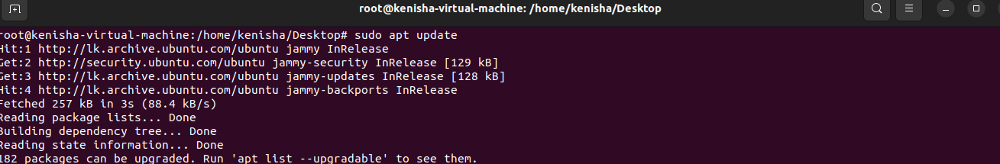 root@kenisha-virtual-machine: /home/kenisha/Desktop
root@kenisha-virtual-machine:/home/kenisha/Desktop# sudo apt update
Hit:1 http://lk.archive.ubuntu.com/ubuntu jammy InRelease
Get:2 http://security.ubuntu.com/ubuntu jammy-security InRelease [129 kB]
Get:3 http://lk.archive.ubuntu.com/ubuntu jammy-updates InRelease [128 kB]
Hit:4 http://lk.archive.ubuntu.com/ubuntu jammy-backports InRelease
Fetched 257 kB in 3s (88.4 kB/s)
Reading package lists... Done
Building dependency tree... Done
Reading state information... Done
182 packages can be upgraded. Run 'apt list --upgradable' to see them.